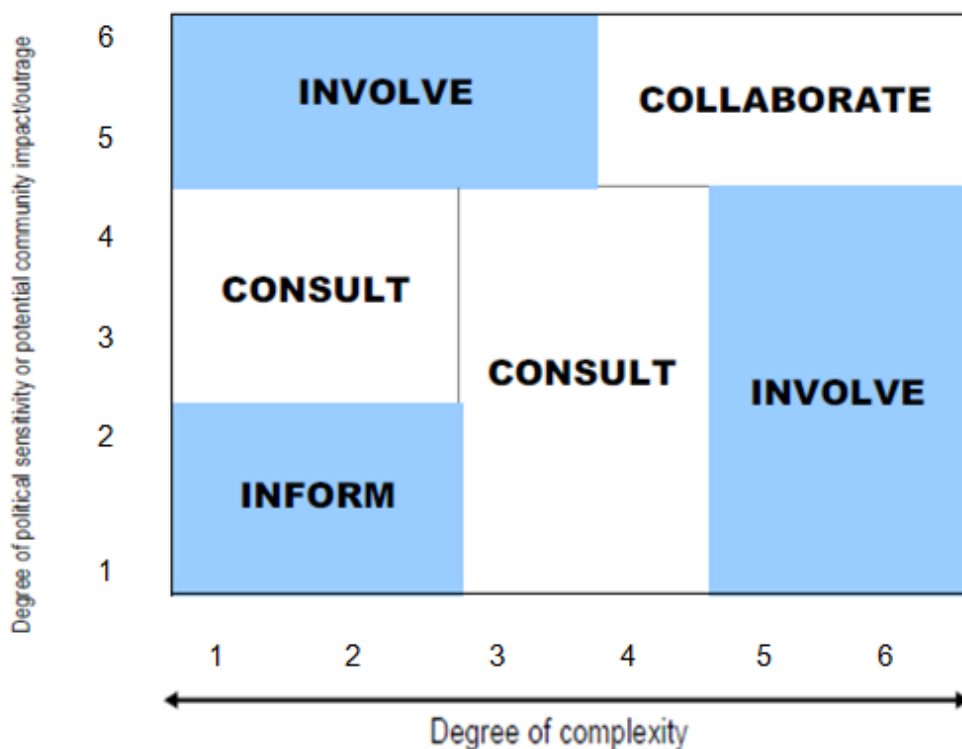 Degree of political sensitivity or potential community impact/outrage
6
INVOLVE
COLLABORATE
5
4
CONSULT
3
CONSULT
INVOLVE
2
INFORM
1
1 2 3 4 5 6
Degree of complexity